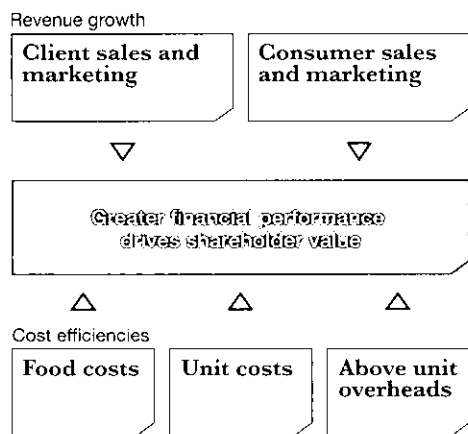 Revenue growth
Client sales and
marketing
Consumer sales
and marketing
Greater financial performance
drives shareholder value
Cost efficiencies
Food costs
Unit costs
Above unit
overheads